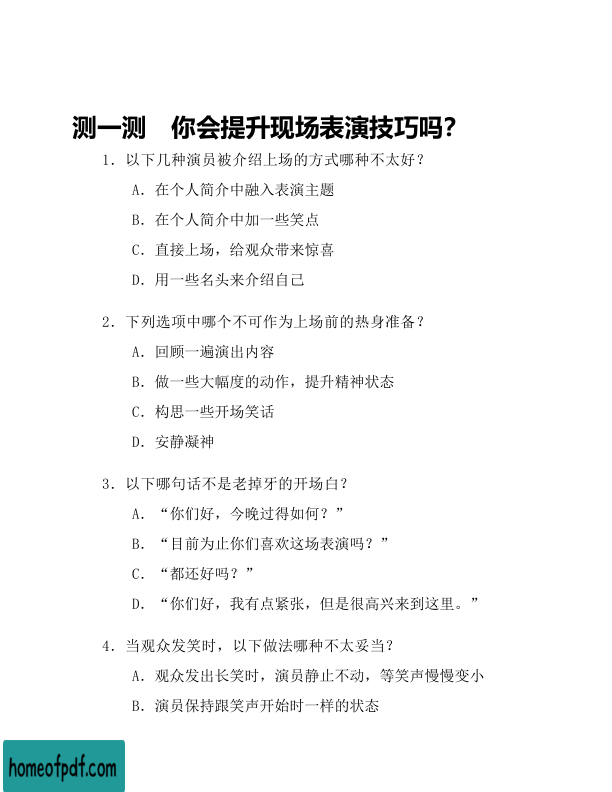 测一测　你会提升现场表演技巧吗？
1．以下几种演员被介绍上场的方式哪种不太好？
A．在个人简介中融入表演主题
B．在个人简介中加一些笑点
C．直接上场，给观众带来惊喜
D．用一些名头来介绍自己
2．下列选项中哪个不可作为上场前的热身准备？
A．回顾一遍演出内容
B．做一些大幅度的动作，提升精神状态
C．构思一些开场笑话
D．安静凝神
3．以下哪句话不是老掉牙的开场白？
A．“你们好，今晚过得如何？”
B．“目前为止你们喜欢这场表演吗？”
C．“都还好吗？”
D．“你们好，我有点紧张，但是很高兴来到这里。”
4．当观众发笑时，以下做法哪种不太妥当？
A．观众发出长笑时，演员静止不动，等笑声慢慢变小
B．演员保持跟笑声开始时一样的状态
homeofpdf.com